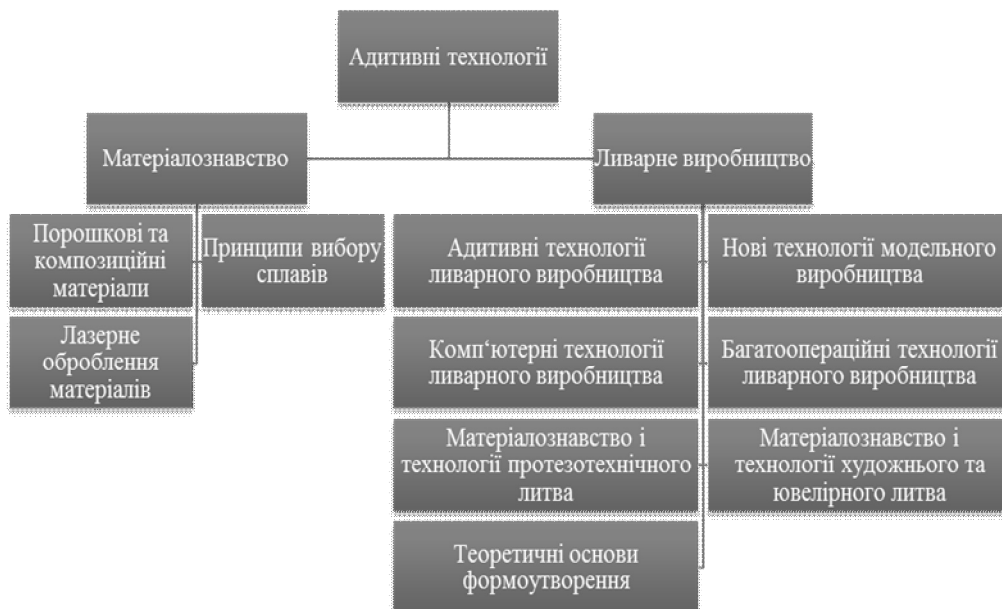 Адитивні технології
Матеріалознавство
Ливарне виробництво
Порошкові та
композиційні
матеріали
Принципи вибору
сплавів
Лазерне
оброблення
матеріалів
Адитивні технології
ливарного виробництва
Нові технології модельного
виробництва
Комп‘ютерні технології
ливарного виробництва
Багатоопераційні технології
ливарного виробництва
Матеріалознавство і
технології протезотехнічного
литва
Матеріалознавство і
технології художнього та
ювелірного литва
Теоретичні основи
формоутворення